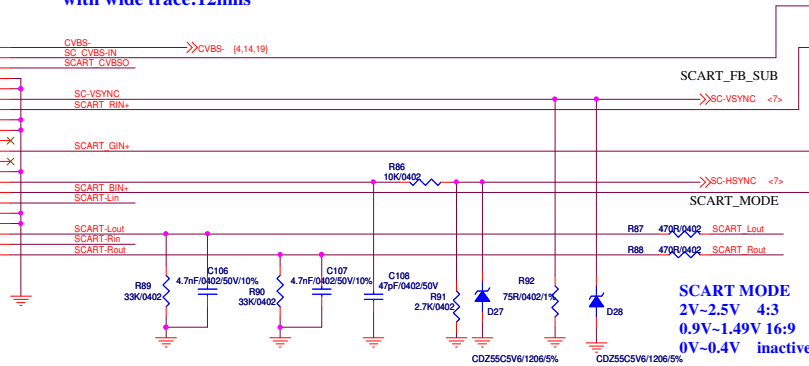 with wide trace.12mils
CVBS-
CVBS- {4,14,19}
SC_CVBS-IN
SCART_CVBSO
SCART_FB_SUB
SC-VSYNC
SC-VSYNC <7>
SCART_RIN+
SCART_GIN+
R86
10K/0402
SC-HSYNC <7>
SCART_BIN+
SCART-Lin
SCART_MODE
SCART-Lout
R87 470R/0402 SCART_Lout
SCART-Rin
SCART-Rout
R88 470R/0402 SCART_Rout
R89
33K/0402
C106
4.7nF/0402/50V/10%
R90
33K/0402
C107
4.7nF/0402/50V/10%
C108
47pF/0402/50V
R91
2.7K/0402
D27
CDZ55C5V6/1206/5%
R92
75R/0402/1%
D28
CDZ55C5V6/1206/5%
SCART MODE
2V~2.5V 4:3
0.9V~1.49V 16:9
0V~0.4V inactive